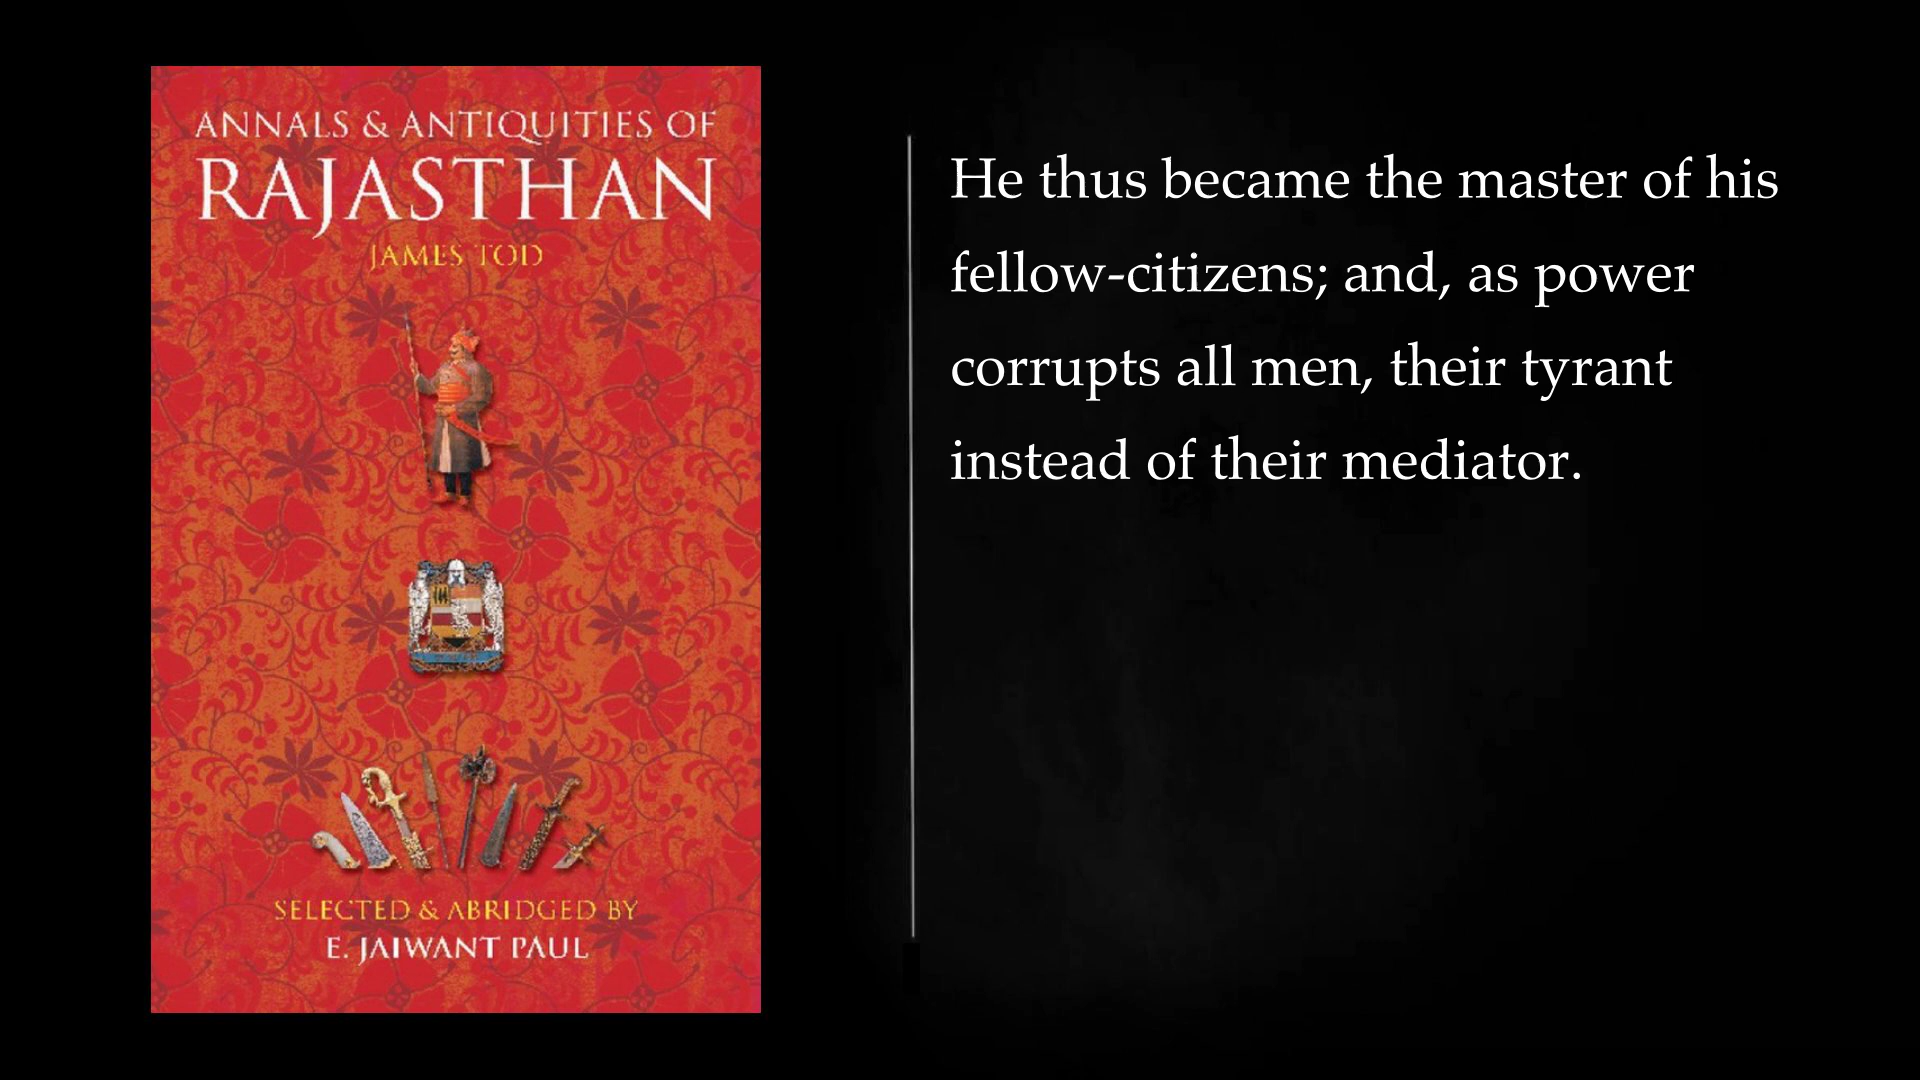 ANNALS & ANTIQUITIES OF
RAJASTHAN
JAMES TOD
SELECTED & ABRIDGED BY
E. JAIWANT PAUL
He thus became the master of his
fellow-citizens; and, as power
corrupts all men, their tyrant
instead of their mediator.